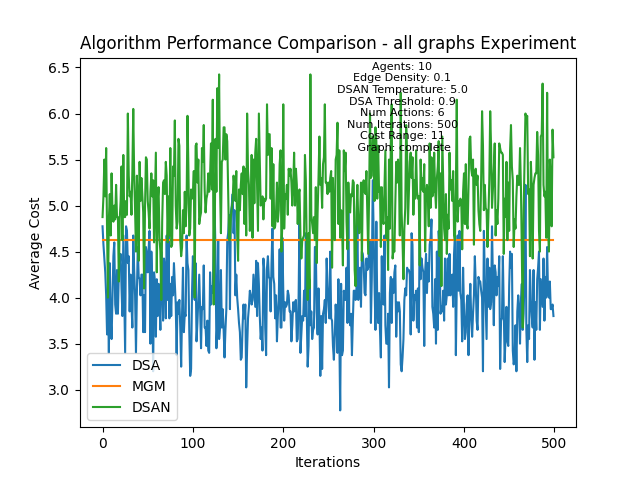 Algorithm Performance Comparison - all graphs Experiment
Agents: 10
Edge Density: 0.1
DSAN Temperature: 5.0
DSA Threshold: 0.9
Num Actions: 6
Num Iterations: 500
Cost Range: 11
Graph: complete
6.5
6.0
5.5
5.0
4.5
4.0
3.5
3.0
Average Cost
DSA
MGM
DSAN
0 100 200 300 400 500
Iterations